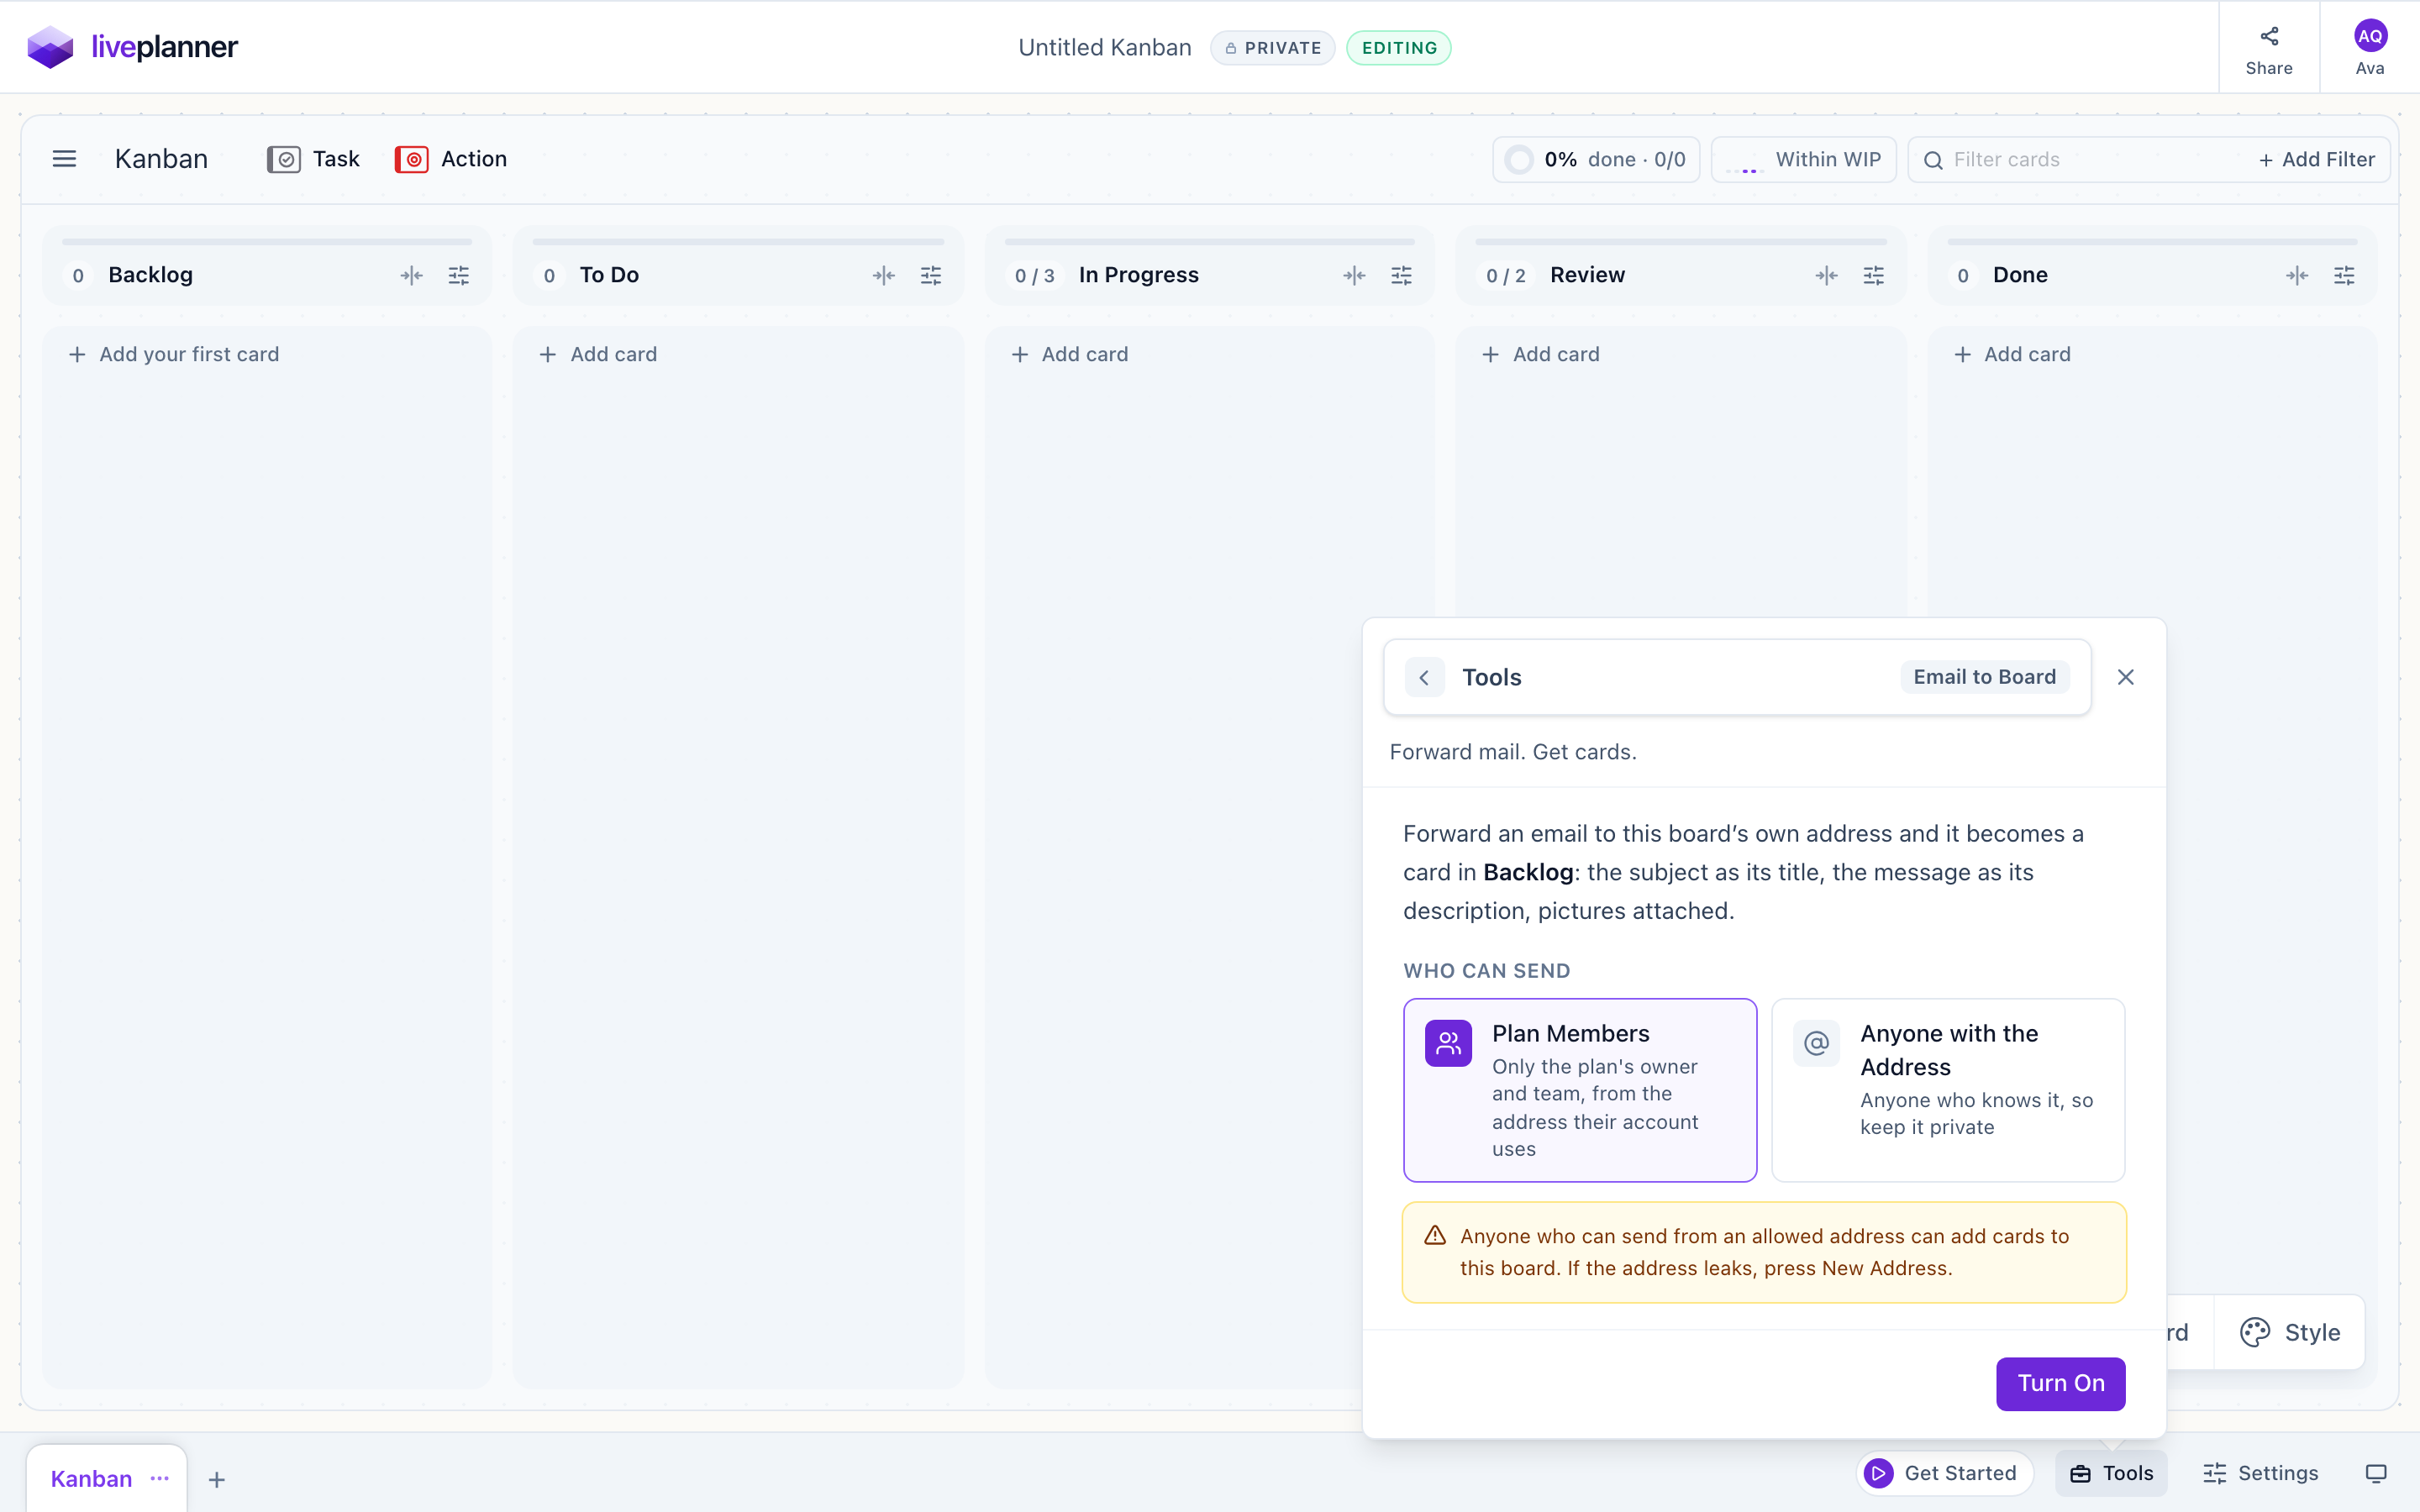 liveplanner
Untitled Kanban
PRIVATE
EDITING
Share
AQ
Ava
Kanban
Task
Action
0% done · 0/0
Within WIP
Filter cards
+ Add Filter
0 Backlog
0 To Do
0 / 3 In Progress
0 / 2 Review
0 Done
+ Add your first card
+ Add card
+ Add card
+ Add card
+ Add card
Tools
Email to Board
Forward mail. Get cards.
Forward an email to this board’s own address and it becomes a
card in Backlog: the subject as its title, the message as its
description, pictures attached.
WHO CAN SEND
Plan Members
Only the plan's owner
and team, from the
address their account
uses
@
Anyone with the
Address
Anyone who knows it, so
keep it private
Anyone who can send from an allowed address can add cards to
this board. If the address leaks, press New Address.
rd
Style
Turn On
Kanban
+
Get Started
Tools
Settings